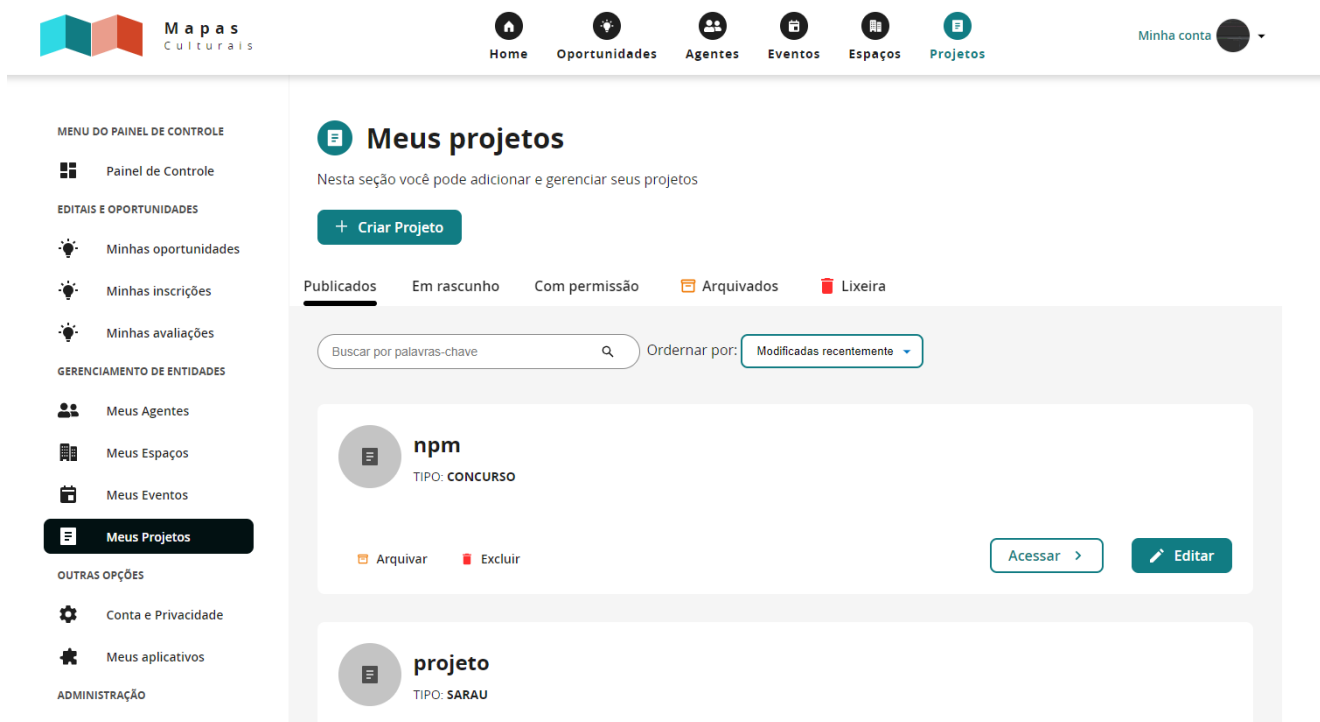 Mapas
Culturais
Home
Oportunidades
Agentes
Eventos
Espaços
Projetos
Minha conta
MENU DO PAINEL DE CONTROLE
Painel de Controle
EDITAIS E OPORTUNIDADES
Minhas oportunidades
Minhas inscrições
Minhas avaliações
GERENCIAMENTO DE ENTIDADES
Meus Agentes
Meus Espaços
Meus Eventos
Meus Projetos
OUTRAS OPÇÕES
Conta e Privacidade
Meus aplicativos
ADMINISTRAÇÃO
Meus projetos
Nesta seção você pode adicionar e gerenciar seus projetos
+ Criar Projeto
Publicados
Em rascunho
Com permissão
Arquivados
Lixeira
Buscar por palavras-chave
Ordernar por:
Modificadas recentemente
npm
TIPO: CONCURSO
Arquivar
Excluir
Acessar
Editar
projeto
TIPO: SARAU